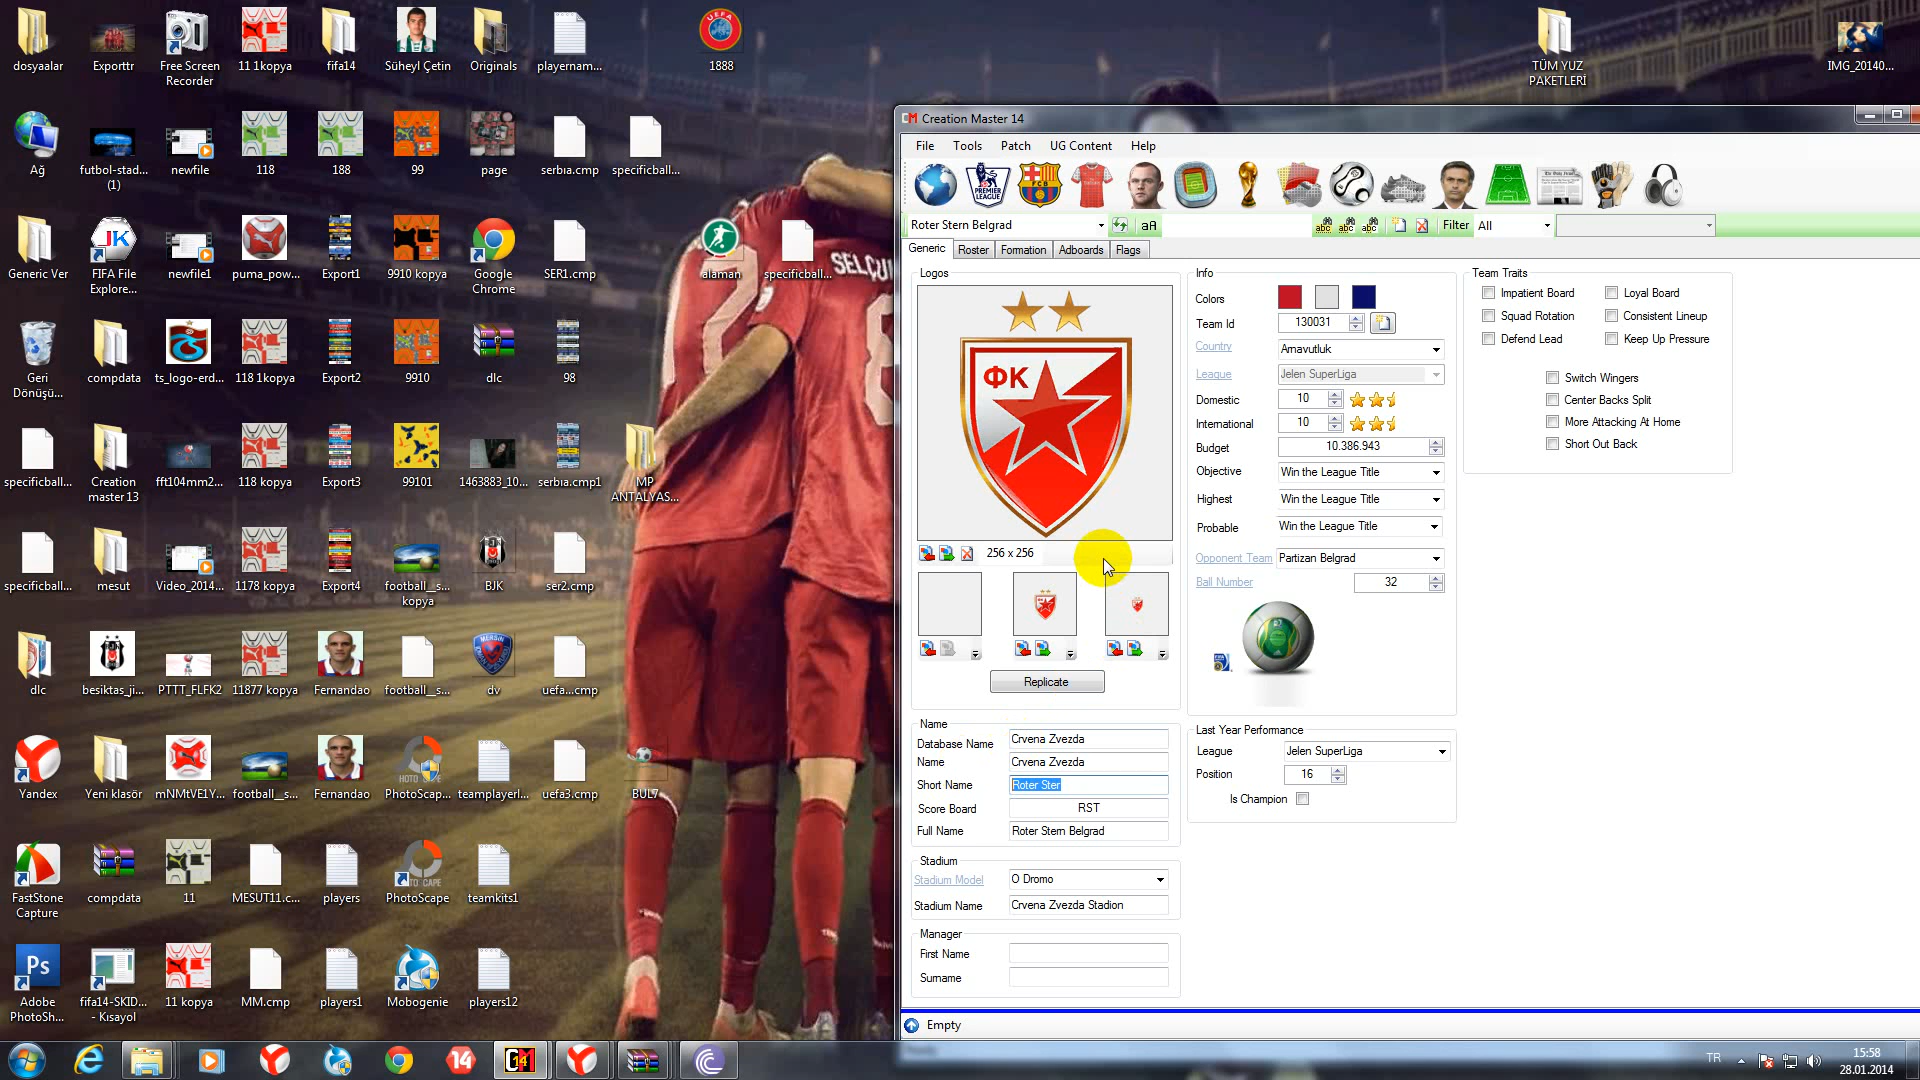 dosyaalar
Exporttr
Free Screen Recorder
11 1kopya
fifa14
Süheyl Çetin
Originals
playernam...
1888
TÜM YUZ PAKETLERİ
IMG_20140...
Ağ
futbol-stad... (1)
newfile
118
188
99
page
serbıa.cmp
specificball...
Generic Ver
FIFA File Explore...
newfile1
puma_pow...
Export1
9910 kopya
Google Chrome
SER1.cmp
alaman
specificball...
SELÇU
Geri Dönüşü...
compdata
ts_logo-erd...
118 1kopya
Export2
9910
dlc
98
specificball...
Creation master 13
fft104mm2...
118 kopya
Export3
99101
1463883_10...
serbıa.cmp1
MP ANTALYAS...
specificball...
mesut
Video_2014...
1178 kopya
Export4
football__s... kopya
BJK
ser2.cmp
dlc
besiktas_ji...
PTTT_FLFK2
11877 kopya
Fernandao
football__s...
dv
uefa...cmp
Yandex
Yeni klasör
mNMtVE1Y...
football__s...
Fernandao
PhotoScap...
teamplayerl...
uefa3.cmp
BUL7
FastStone Capture
compdata
11
MESUT11.c...
players
PhotoScape
teamkits1
Adobe PhotoSh...
fifa14-SKID... - Kısayol
11 kopya
MM.cmp
players1
Mobogenie
players12
Creation Master 14
File Tools Patch UG Content Help
Roter Stern Belgrad
aA
Filter All
Generic Roster Formation Adboards Flags
Logos
ФК
256 x 256
Replicate
Name
Database Name Crvena Zvezda
Name Crvena Zvezda
Short Name Roter Ster
Score Board RST
Full Name Roter Stern Belgrad
Stadium
Stadium Model O Dromo
Stadium Name Crvena Zvezda Stadion
Manager
First Name
Surname
Info
Colors
Team Id 130031
Country Arnavutluk
League Jelen SuperLiga
Domestic 10
International 10
Budget 10.386.943
Objective Win the League Title
Highest Win the League Title
Probable Win the League Title
Opponent Team Partizan Belgrad
Ball Number 32
Last Year Performance
League Jelen SuperLiga
Position 16
Is Champion
Team Traits
Impatient Board Loyal Board
Squad Rotation Consistent Lineup
Defend Lead Keep Up Pressure
Switch Wingers
Center Backs Split
More Attacking At Home
Short Out Back
Empty
TR
15:58
28.01.2014